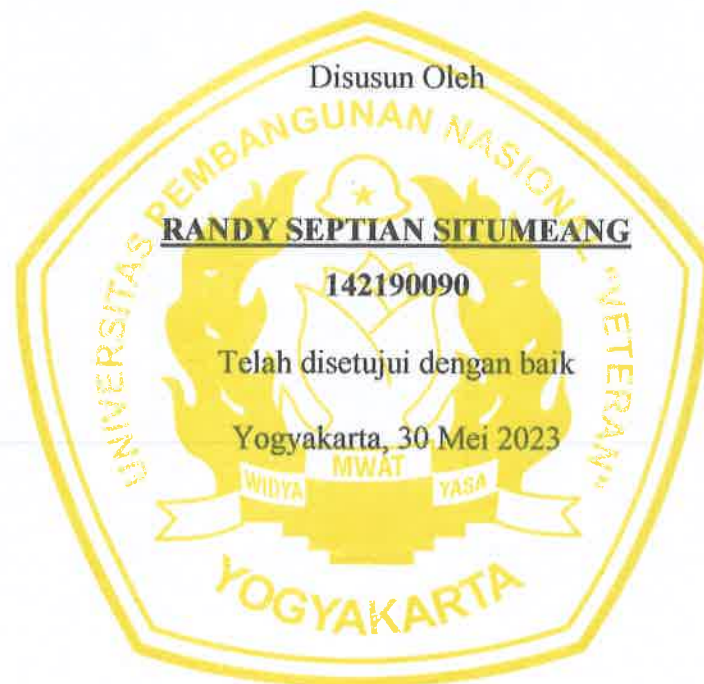 Disusun Oleh
UNIVERSITAS PEMBANGUNAN NASIONAL "VETERAN"
RANDY SEPTIAN SITUMEANG
142190090
Telah disetujui dengan baik
Yogyakarta, 30 Mei 2023
WIDYA MWAT YASA
YOGYAKARTA